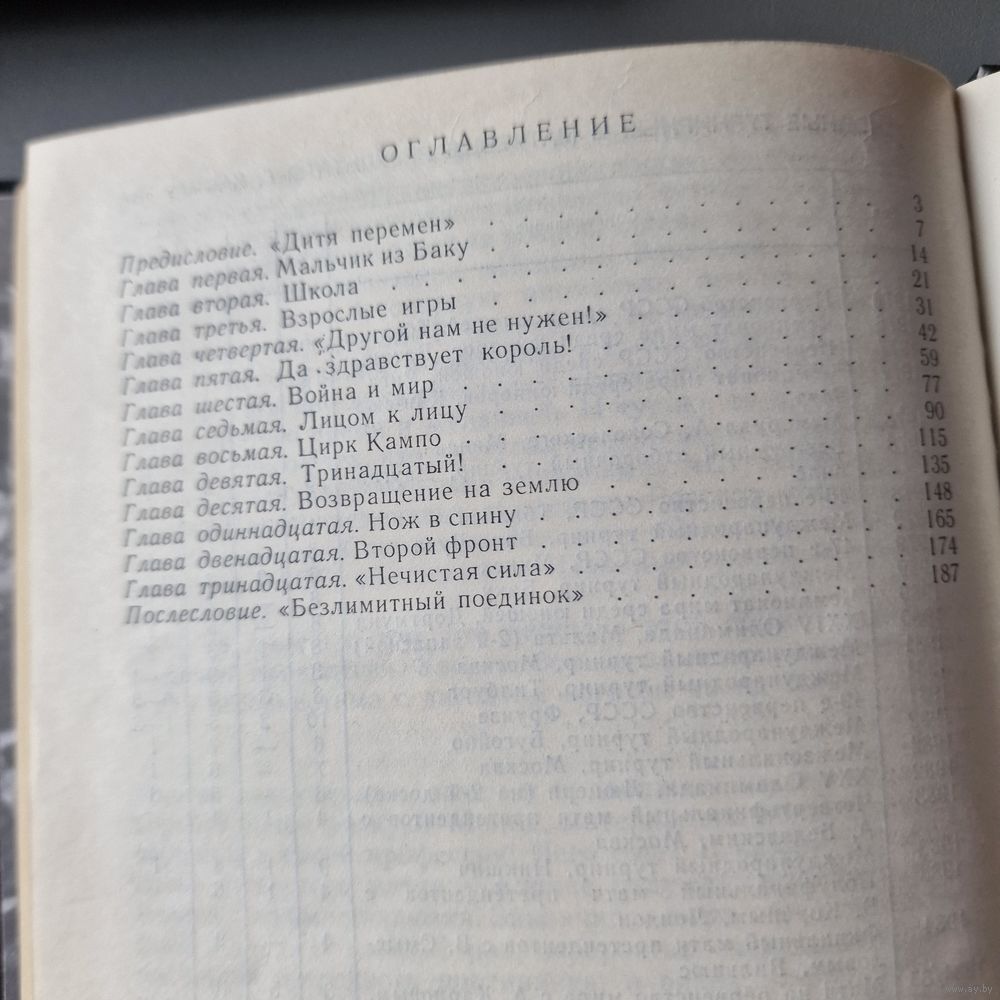 ОГЛАВЛЕНИЕ
Предисловие. «Дитя перемен» . . . . . . . . . 3
Глава первая. Мальчик из Баку . . . . . . . . . 7
Глава вторая. Школа . . . . . . . . . 14
Глава третья. Взрослые игры . . . . . . . . . 21
Глава четвертая. «Другой нам не нужен!» . . . . . . . . . 31
Глава пятая. Да здравствует король! . . . . . . . . . 42
Глава шестая. Война и мир . . . . . . . . . 59
Глава седьмая. Лицом к лицу . . . . . . . . . 77
Глава восьмая. Цирк Кампо . . . . . . . . . 90
Глава девятая. Тринадцатый! . . . . . . . . . 115
Глава десятая. Возвращение на землю . . . . . . . . . 135
Глава одиннадцатая. Нож в спину . . . . . . . . . 148
Глава двенадцатая. Второй фронт . . . . . . . . . 165
Глава тринадцатая. «Нечистая сила» . . . . . . . . . 174
Послесловие. «Безлимитный поединок» . . . . . . . . . 187
www.ay.by